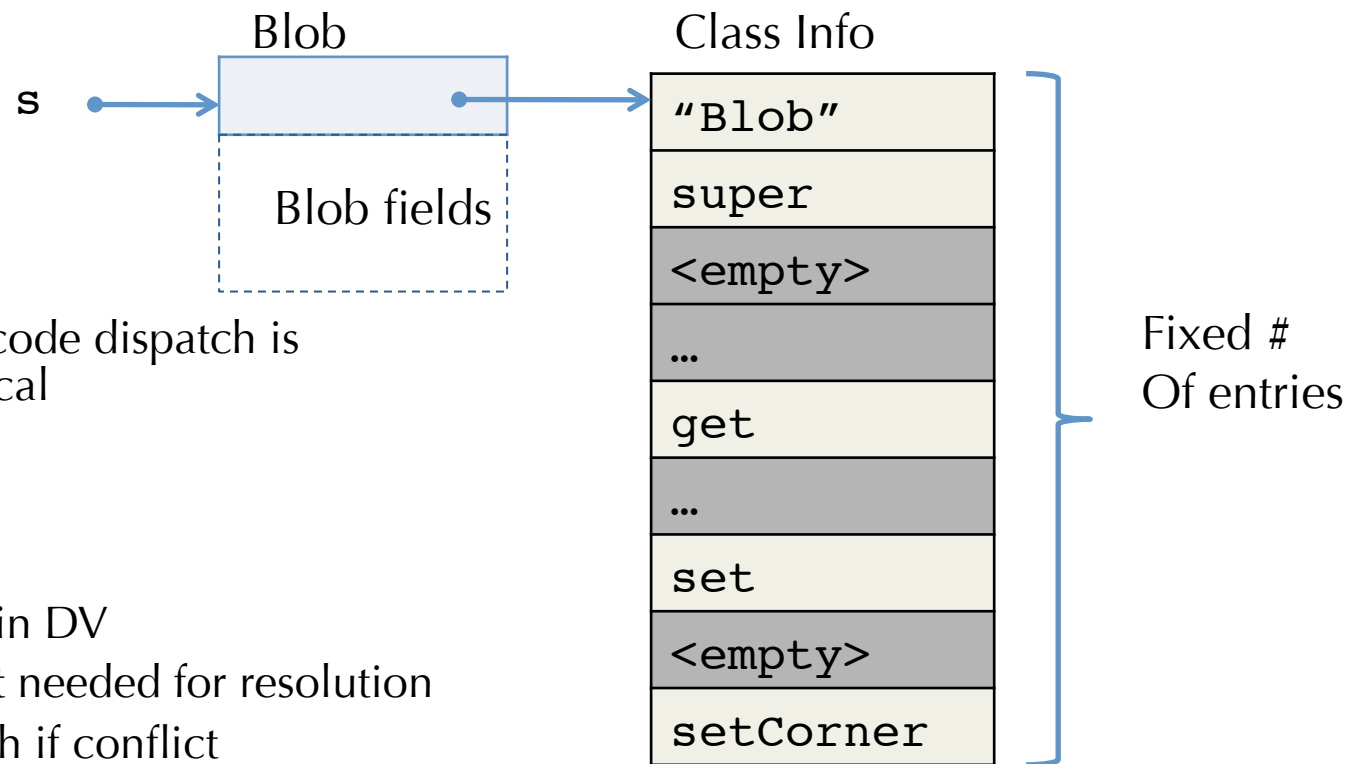 Blob
Class Info
s
"Blob"
super
Blob fields
<empty>
code dispatch is
…
Fixed #
Of entries
get
…
set
in DV
<empty>
needed for resolution
if conflict
setCorner